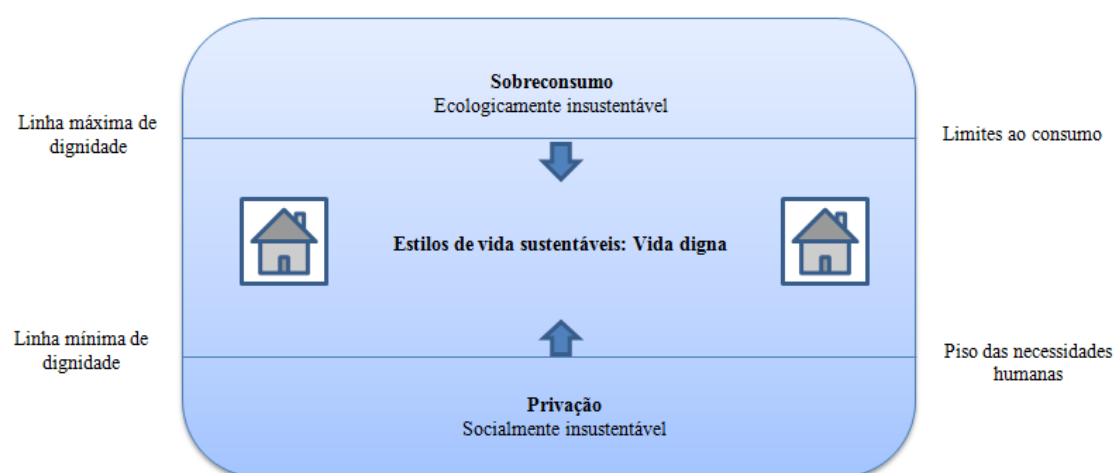 Sobreconsumo
Ecologicamente insustentável
Linha máxima de
dignidade
Limites ao consumo
Estilos de vida sustentáveis: Vida digna
Linha mínima de
dignidade
Piso das necessidades
humanas
Privação
Socialmente insustentável